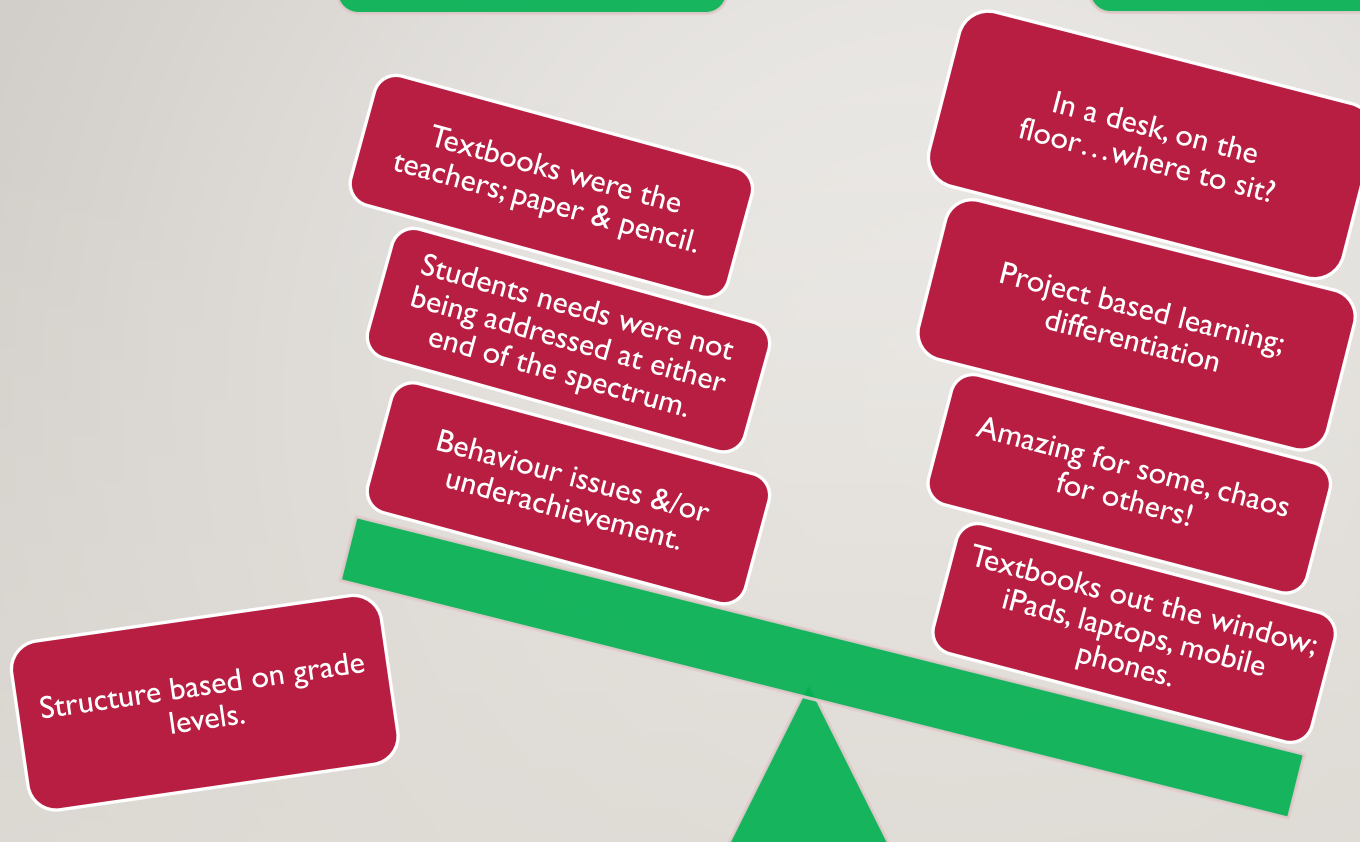 Textbooks were the
teachers; paper & pencil.
Students needs were not
being addressed at either
end of the spectrum.
Behaviour issues &/or
underachievement.
Structure based on grade
levels.
In a desk, on the
floor…where to sit?
Project based learning;
differentiation
Amazing for some, chaos
for others!
Textbooks out the window;
iPads, laptops, mobile
phones.